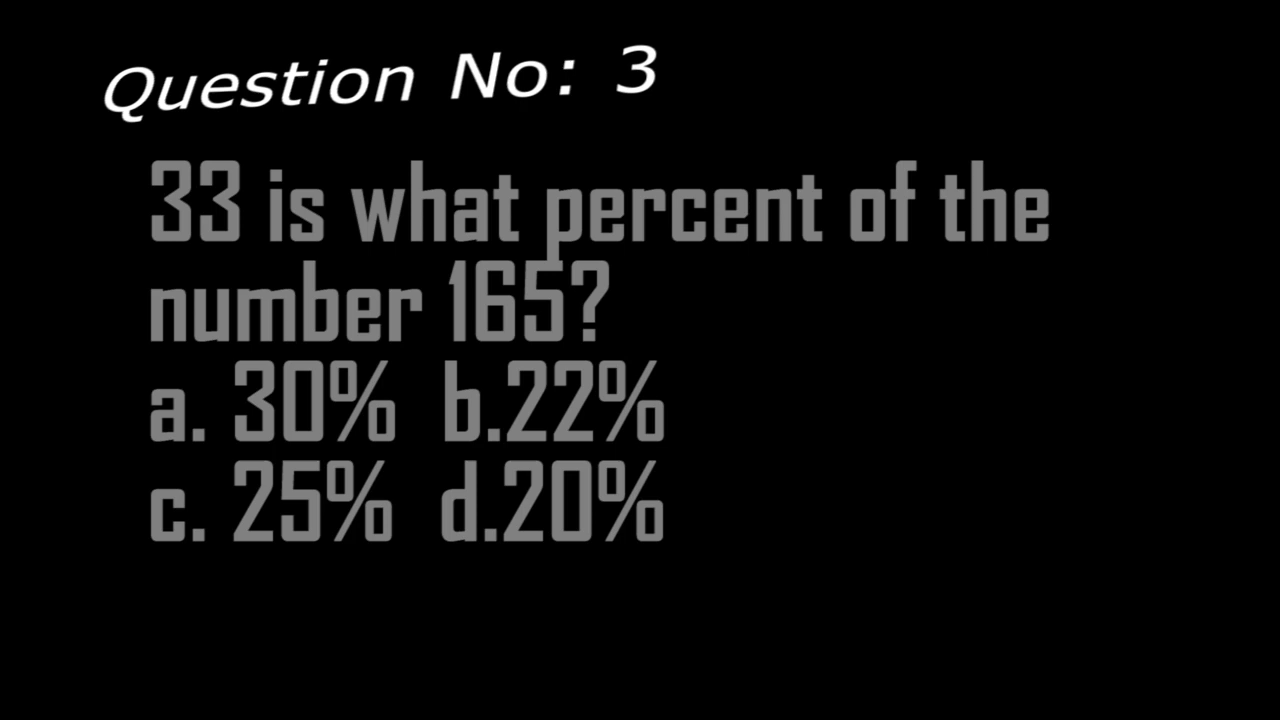 Question No: 3
33 is what percent of the
number 165?
a. 30% b.22%
c. 25% d.20%